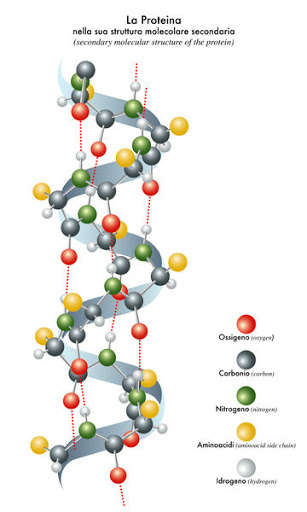 La Proteina
nella sua struttura molecolare secondaria
(secondary molecular structure of the protein)
Ossigeno (oxygen)
Carbonio (carbon)
Nitrogeno (nitrogen)
Aminoacidi (aminoacid side chain)
Idrogeno (hydrogen)